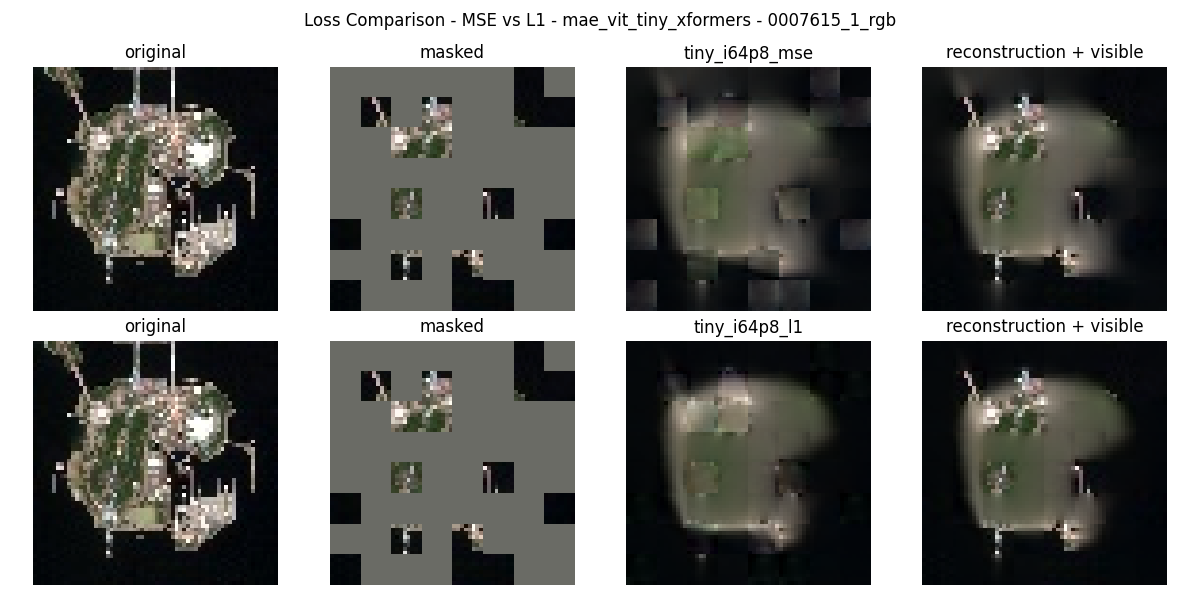 Loss Comparison - MSE vs L1 - mae_vit_tiny_xformers - 0007615_1_rgb
original
masked
tiny_i64p8_mse
reconstruction + visible
original
masked
tiny_i64p8_l1
reconstruction + visible